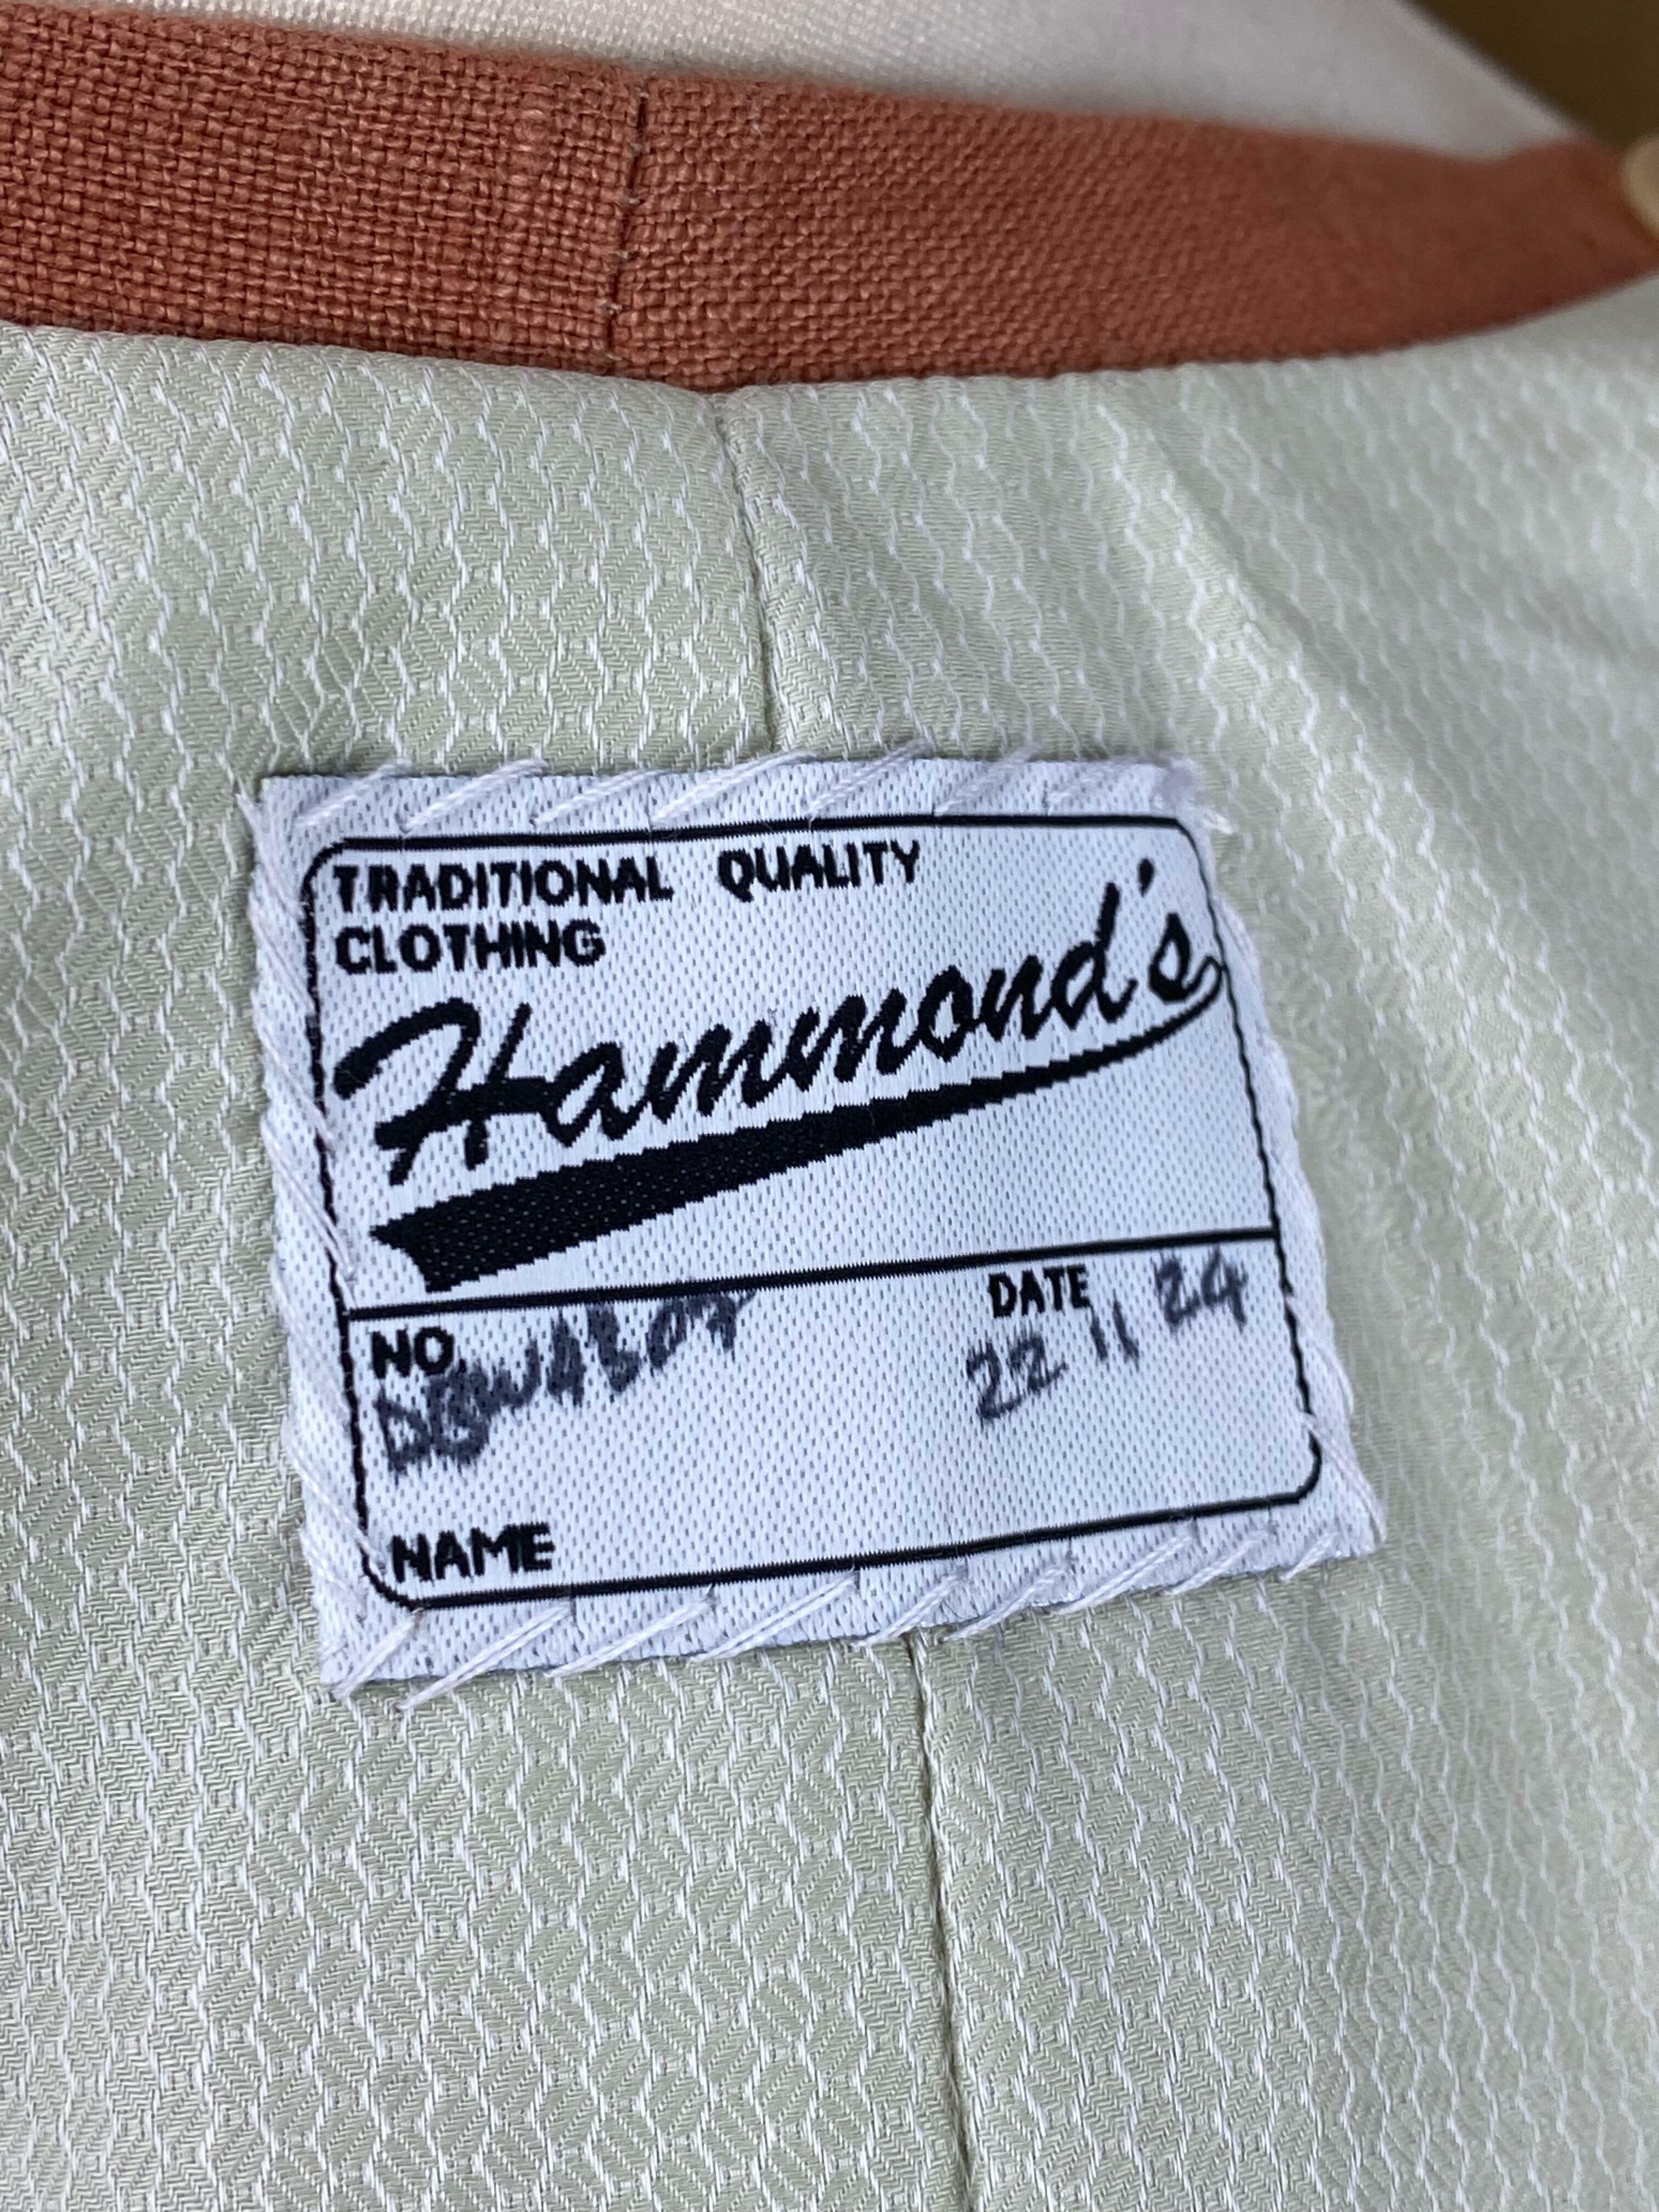 TRADITIONAL QUALITY
CLOTHING
Hammond's
NO
DATE
22 11 24
NAME